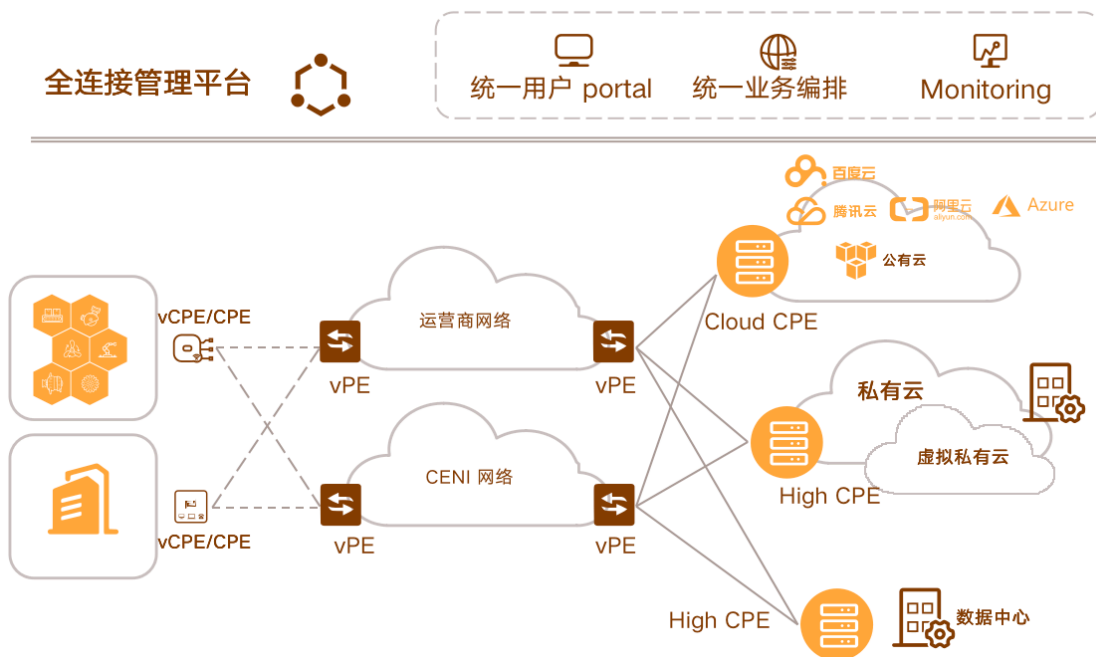 全连接管理平台
统一用户 portal
统一业务编排
Monitoring
百度云
腾讯云
阿里云
aliyun.com
Azure
公有云
Cloud CPE
vCPE/CPE
运营商网络
vPE
vPE
私有云
虚拟私有云
High CPE
CENI 网络
vCPE/CPE
vPE
vPE
High CPE
数据中心